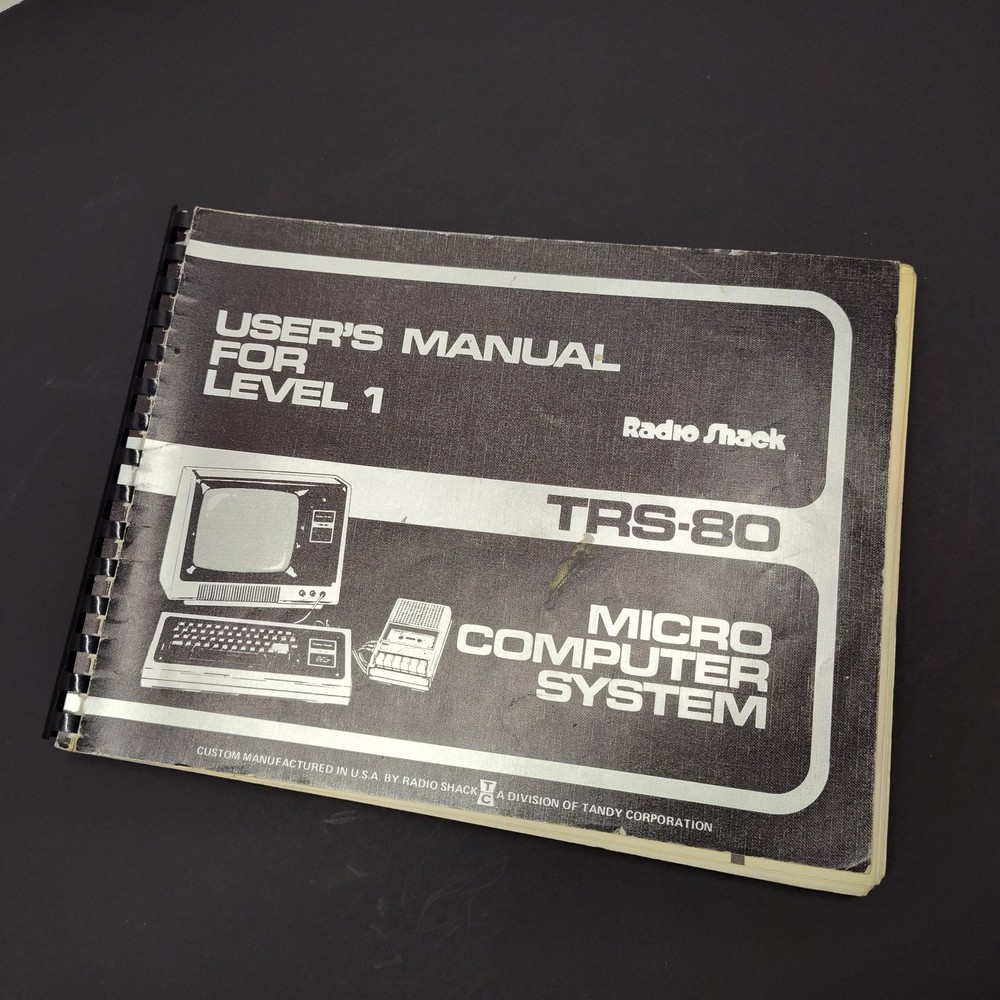 USER'S MANUAL
FOR
LEVEL 1
Radio Shack
TRS-80
MICRO
COMPUTER
SYSTEM
CUSTOM MANUFACTURED IN U.S.A. BY RADIO SHACK TC A DIVISION OF TANDY CORPORATION